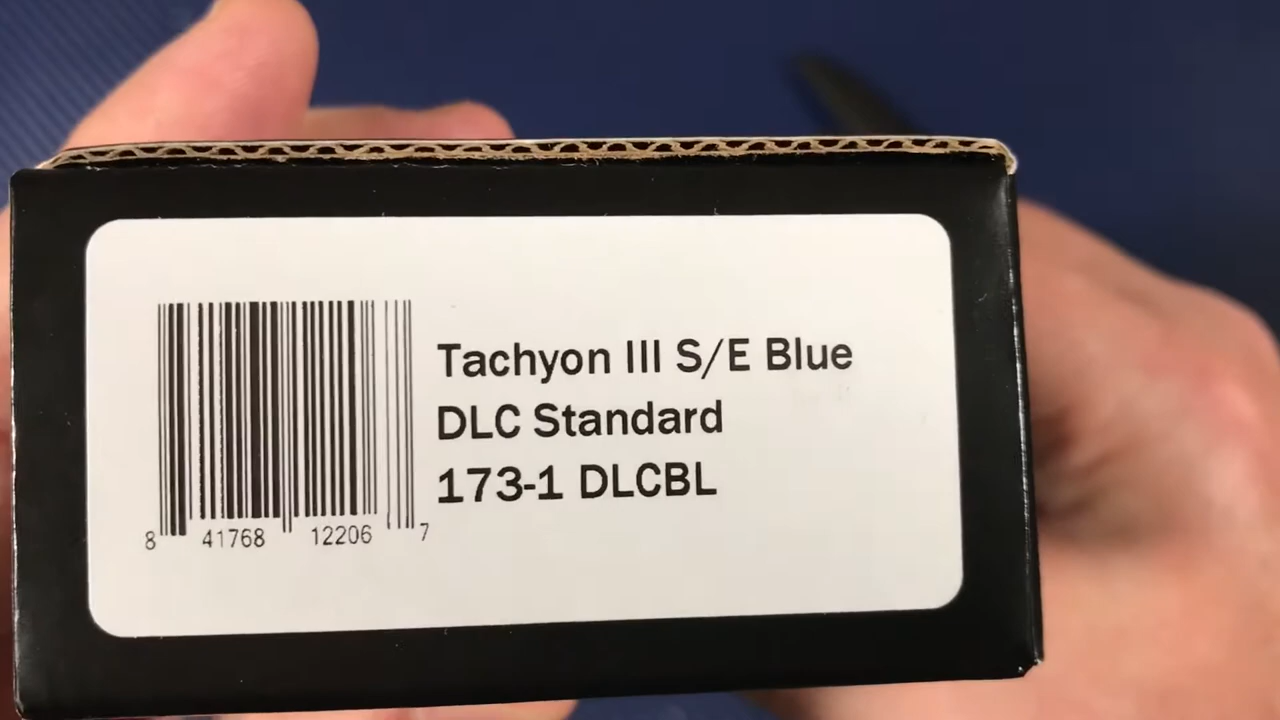 Tachyon III S/E Blue
DLC Standard
173-1 DLCBL
8 41768 12206 7